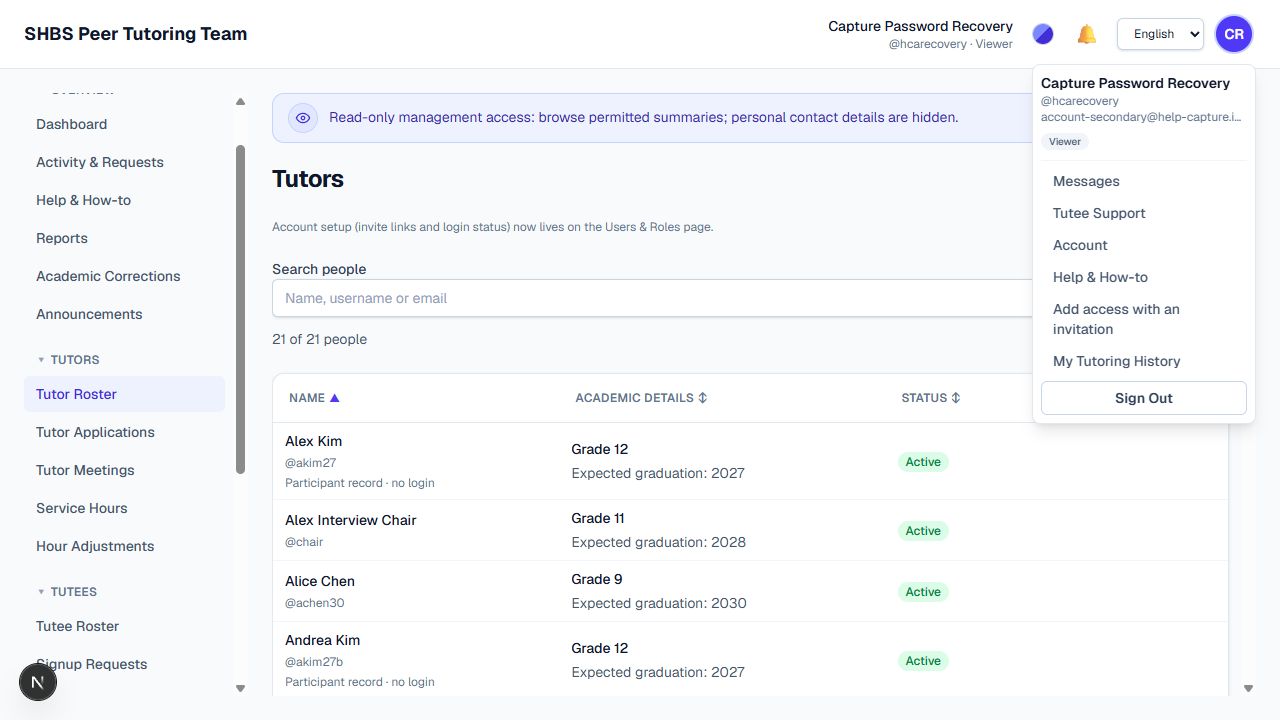 SHBS Peer Tutoring Team
Capture Password Recovery
@hcarecovery · Viewer
English
CR
Capture Password Recovery
@hcarecovery
account-secondary@help-capture.i...
Viewer
Messages
Tutee Support
Account
Help & How-to
Add access with an
invitation
My Tutoring History
Sign Out
Dashboard
Activity & Requests
Help & How-to
Reports
Academic Corrections
Announcements
TUTORS
Tutor Roster
Tutor Applications
Tutor Meetings
Service Hours
Hour Adjustments
TUTEES
Tutee Roster
Signup Requests
N
Read-only management access: browse permitted summaries; personal contact details are hidden.
Tutors
Account setup (invite links and login status) now lives on the Users & Roles page.
Search people
Name, username or email
21 of 21 people
NAME ▲ ACADEMIC DETAILS STATUS
Alex Kim
@akim27
Participant record · no login
Grade 12
Expected graduation: 2027
Active
Alex Interview Chair
@chair
Grade 11
Expected graduation: 2028
Active
Alice Chen
@achen30
Grade 9
Expected graduation: 2030
Active
Andrea Kim
@akim27b
Participant record · no login
Grade 12
Expected graduation: 2027
Active